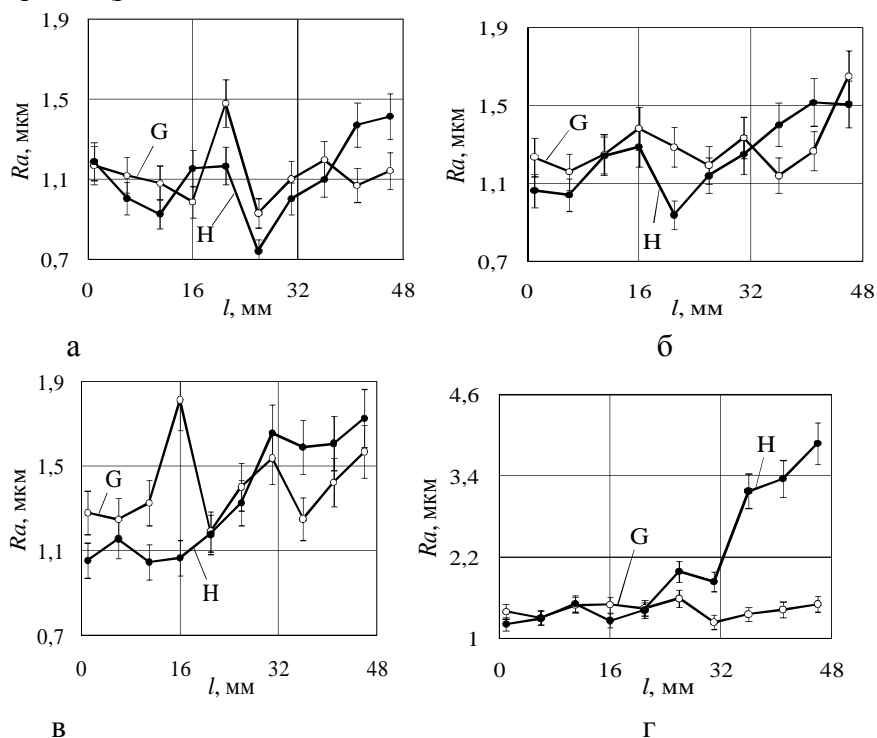 1,9
1,5
1,1
0,7
Ra, мкм
G
H
0 16 32 48
l, мм
а
1,9
1,5
1,1
0,7
Ra, мкм
G
H
0 16 32 48
l, мм
б
1,9
1,5
1,1
0,7
Ra, мкм
G
H
0 16 32 48
l, мм
в
4,6
3,4
2,2
1
Ra, мкм
H
G
0 16 32 48
l, мм
г